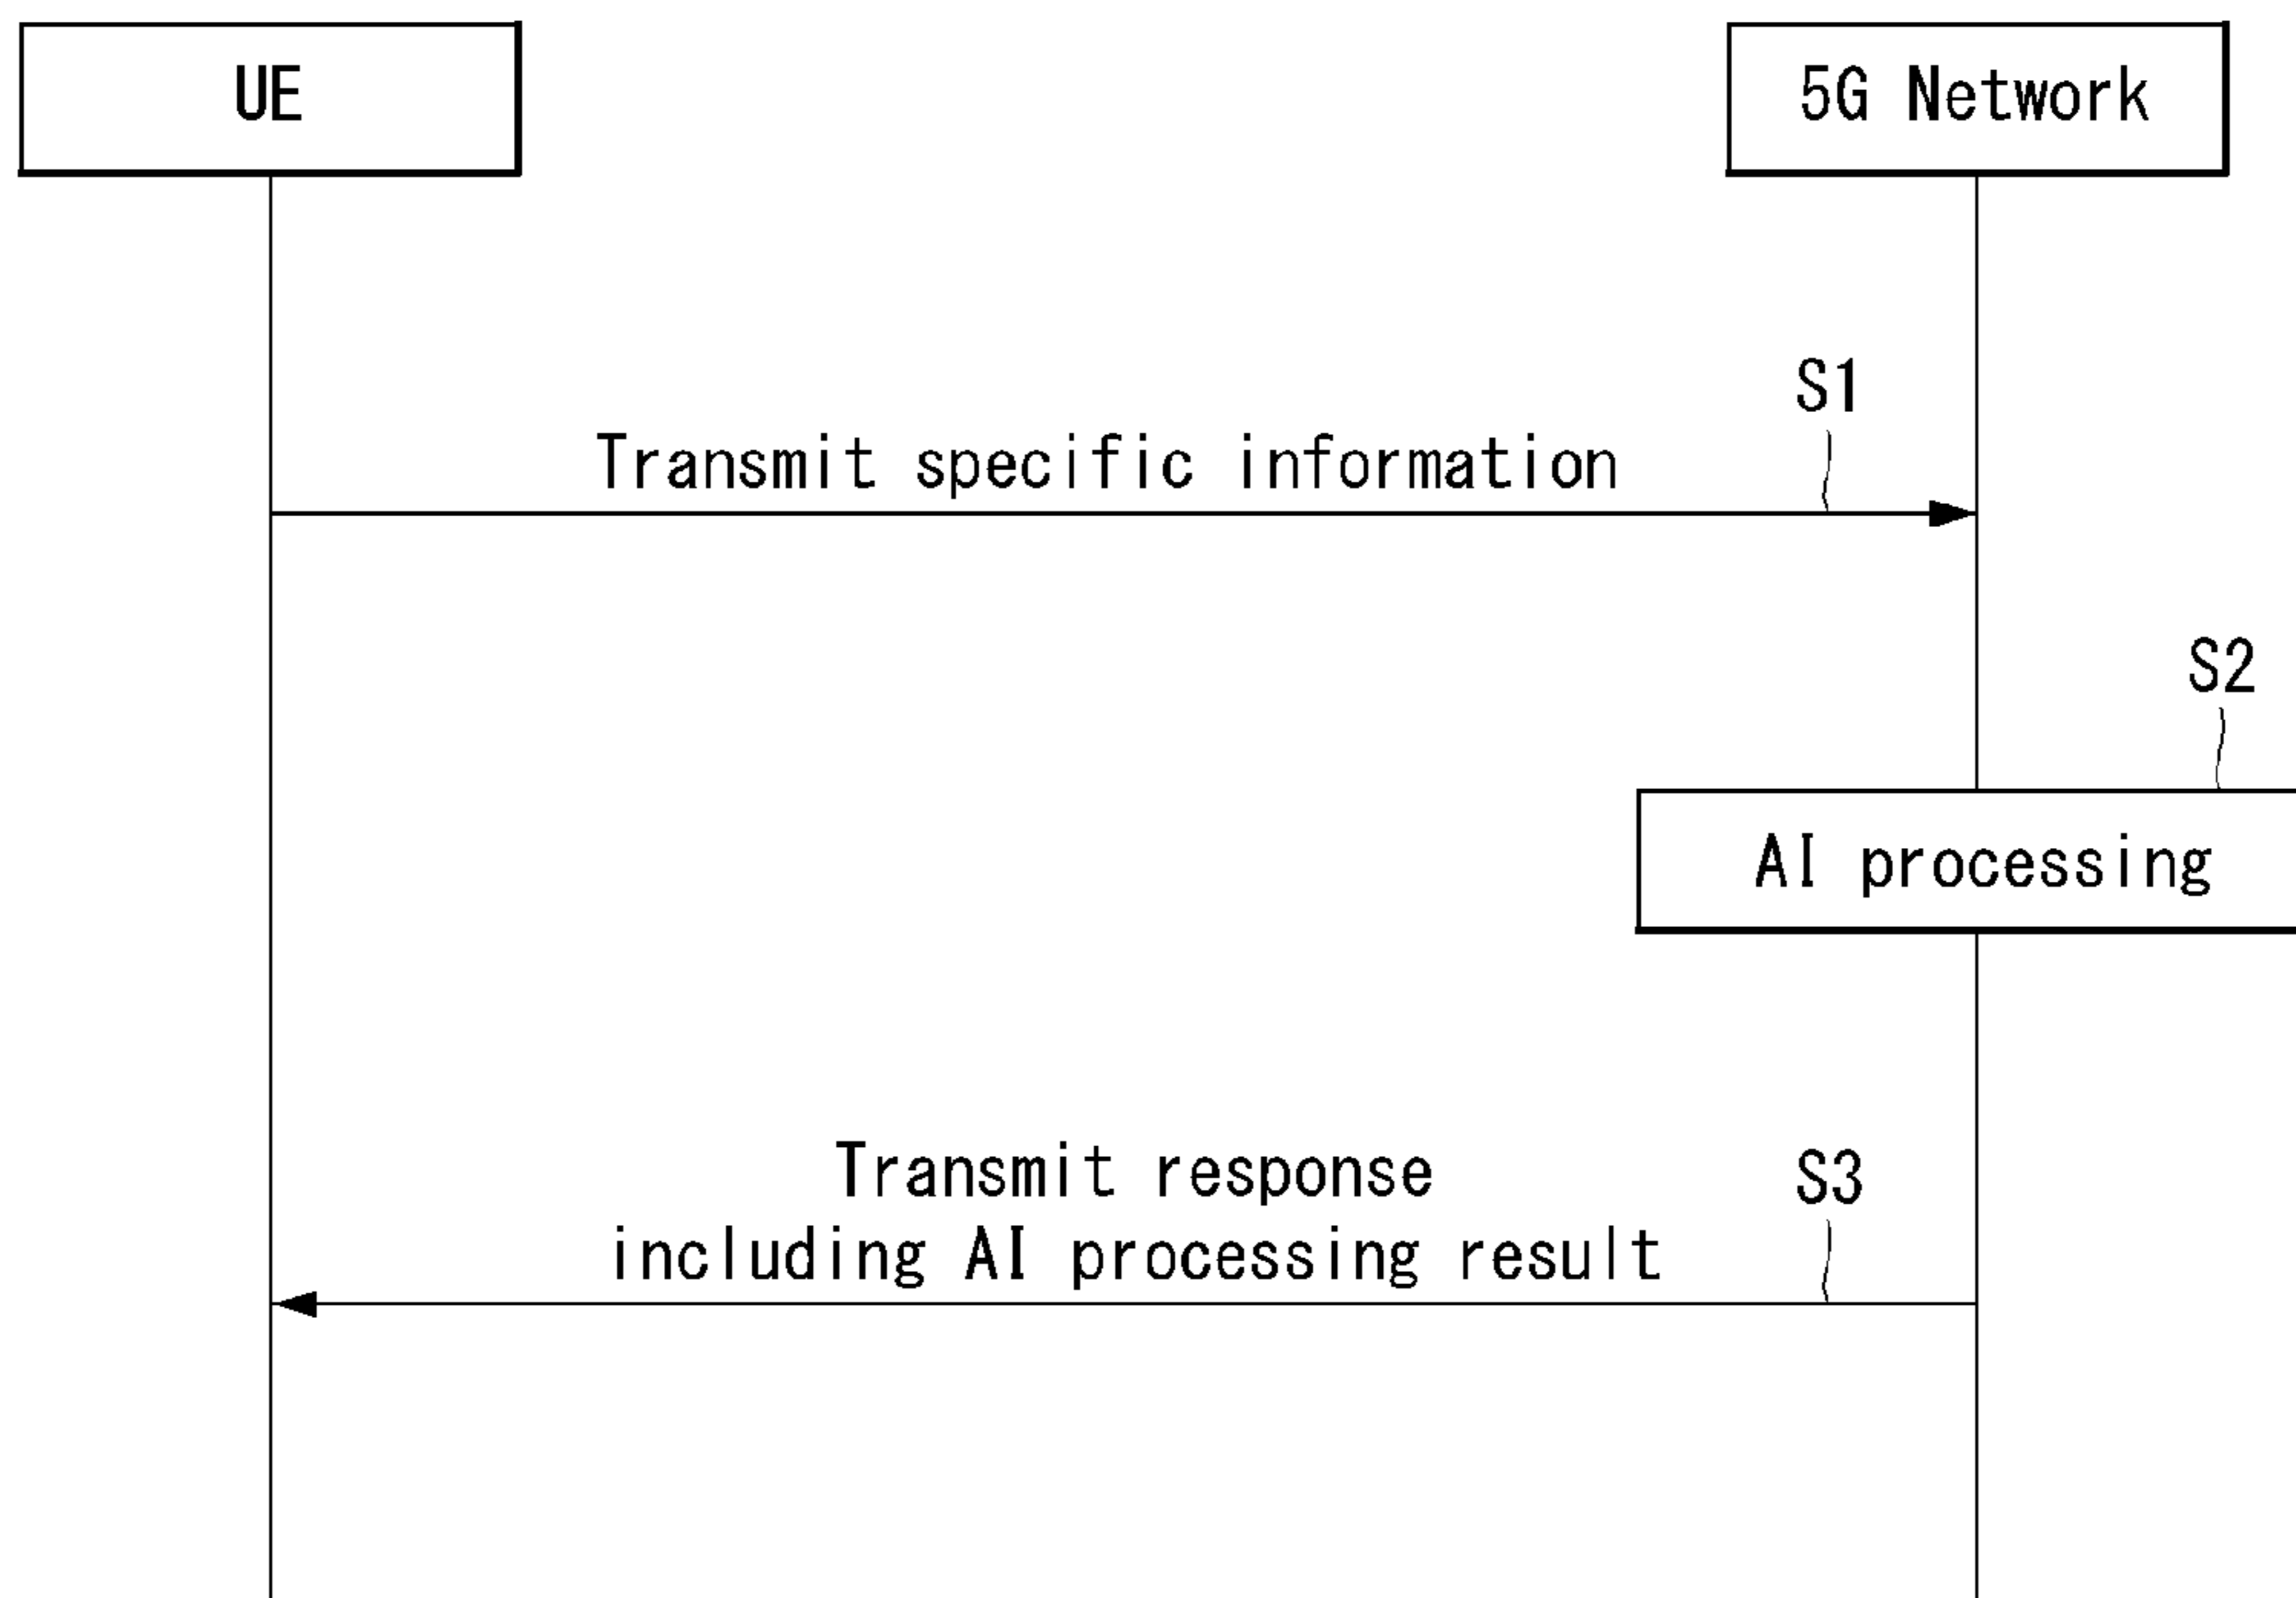 UE
5G Network
S1
Transmit specific information
S2
AI processing
Transmit response
S3
including AI processing result